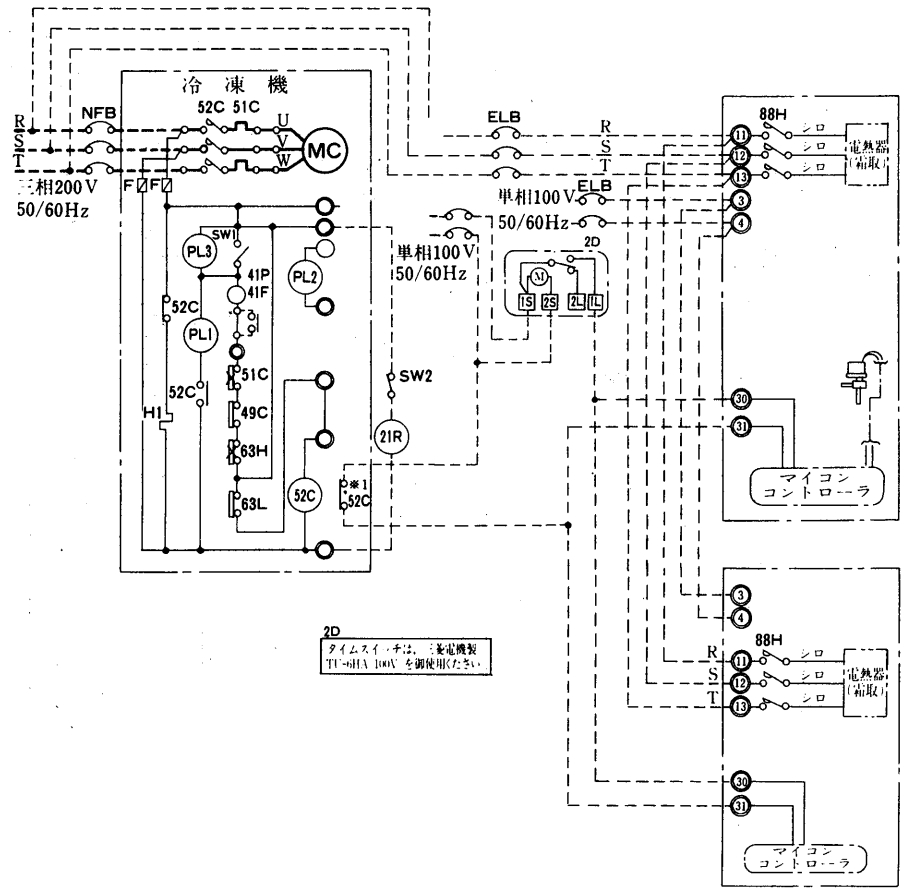 冷凍機
NFB
52C 51C
R
S
T
U
V
W
MC
三相200V
50/60Hz
F F
ELB
R
S
T
88H
シロ
シロ
シロ
電熱器
(霜取)
11
12
13
3
4
単相100V
50/60Hz
ELB
単相100V
50/60Hz
2D
M
1S
2S
2L
1L
PL3
SW1
41P
41F
PL2
52C
PL1
52C
51C
49C
63H
63L
H1
52C
※1
52C
SW2
21R
30
31
マイコン
コントローラ
2D
タイムスイッチは、三菱電機製
TU-6HA 100V を御使用ください
3
4
R
S
T
11
12
13
88H
シロ
シロ
シロ
電熱器
(霜取)
30
31
マイコン
コントローラ